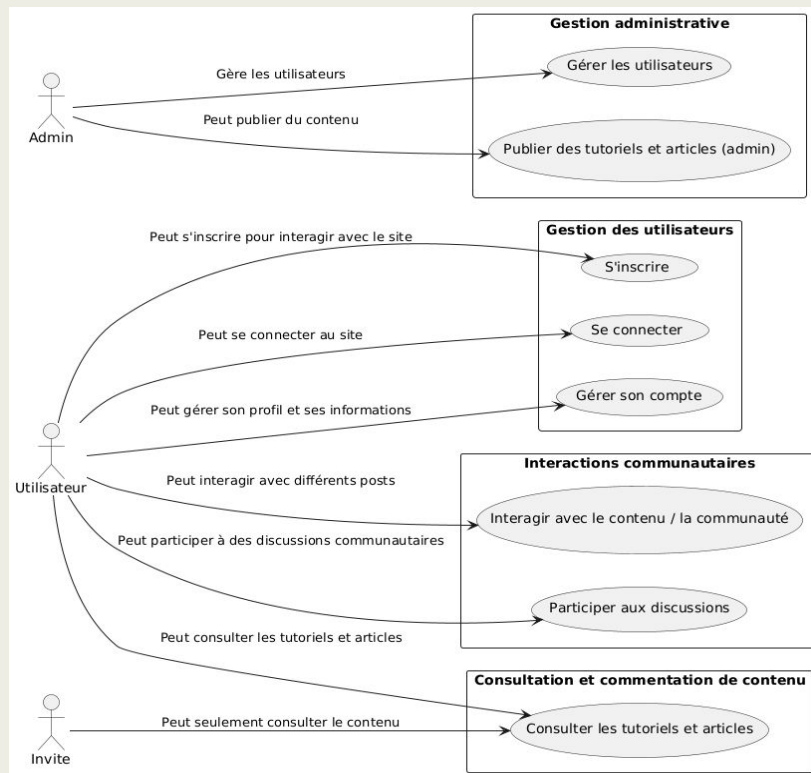 Gestion administrative
Gère les utilisateurs
Gérer les utilisateurs
Admin
Peut publier du contenu
Publier des tutoriels et articles (admin)
Gestion des utilisateurs
Peut s'inscrire pour interagir avec le site
S'inscrire
Peut se connecter au site
Se connecter
Peut gérer son profil et ses informations
Gérer son compte
Utilisateur
Interactions communautaires
Peut interagir avec différents posts
Interagir avec le contenu / la communauté
Peut participer à des discussions communautaires
Participer aux discussions
Peut consulter les tutoriels et articles
Consultation et commentation de contenu
Peut seulement consulter le contenu
Consulter les tutoriels et articles
Invite